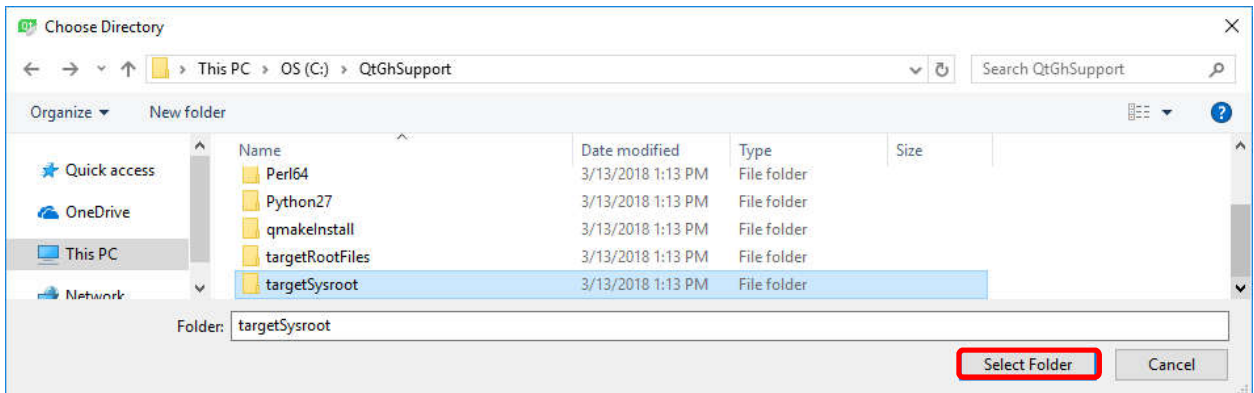 Choose Directory
This PC > OS (C:) > QtGhSupport
Search QtGhSupport
Organize
New folder
Name Date modified Type Size
Quick access
OneDrive
This PC
Network
Perl64 3/13/2018 1:13 PM File folder
Python27 3/13/2018 1:13 PM File folder
qmakeInstall 3/13/2018 1:13 PM File folder
targetRootFiles 3/13/2018 1:13 PM File folder
targetSysroot 3/13/2018 1:13 PM File folder
Folder: targetSysroot
Select Folder
Cancel